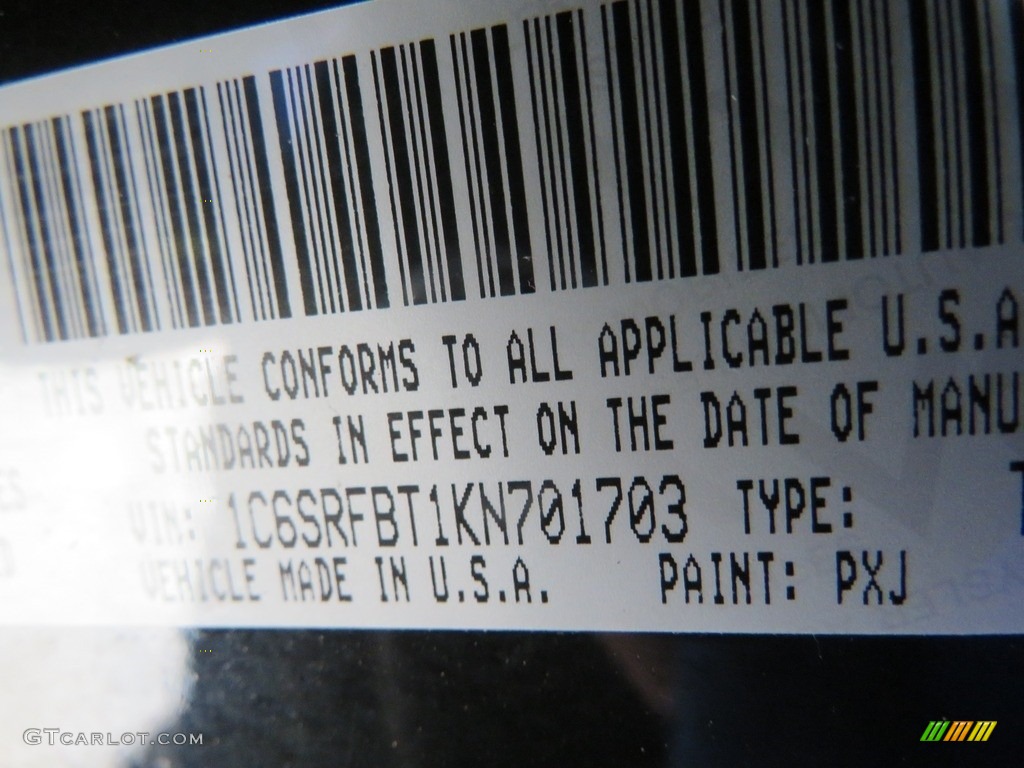 THIS VEHICLE CONFORMS TO ALL APPLICABLE U.S.A
STANDARDS IN EFFECT ON THE DATE OF MANU
VIN: 1C6SRFBT1KN701703 TYPE: T
VEHICLE MADE IN U.S.A. PAINT: PXJ
GTCARLOT.COM